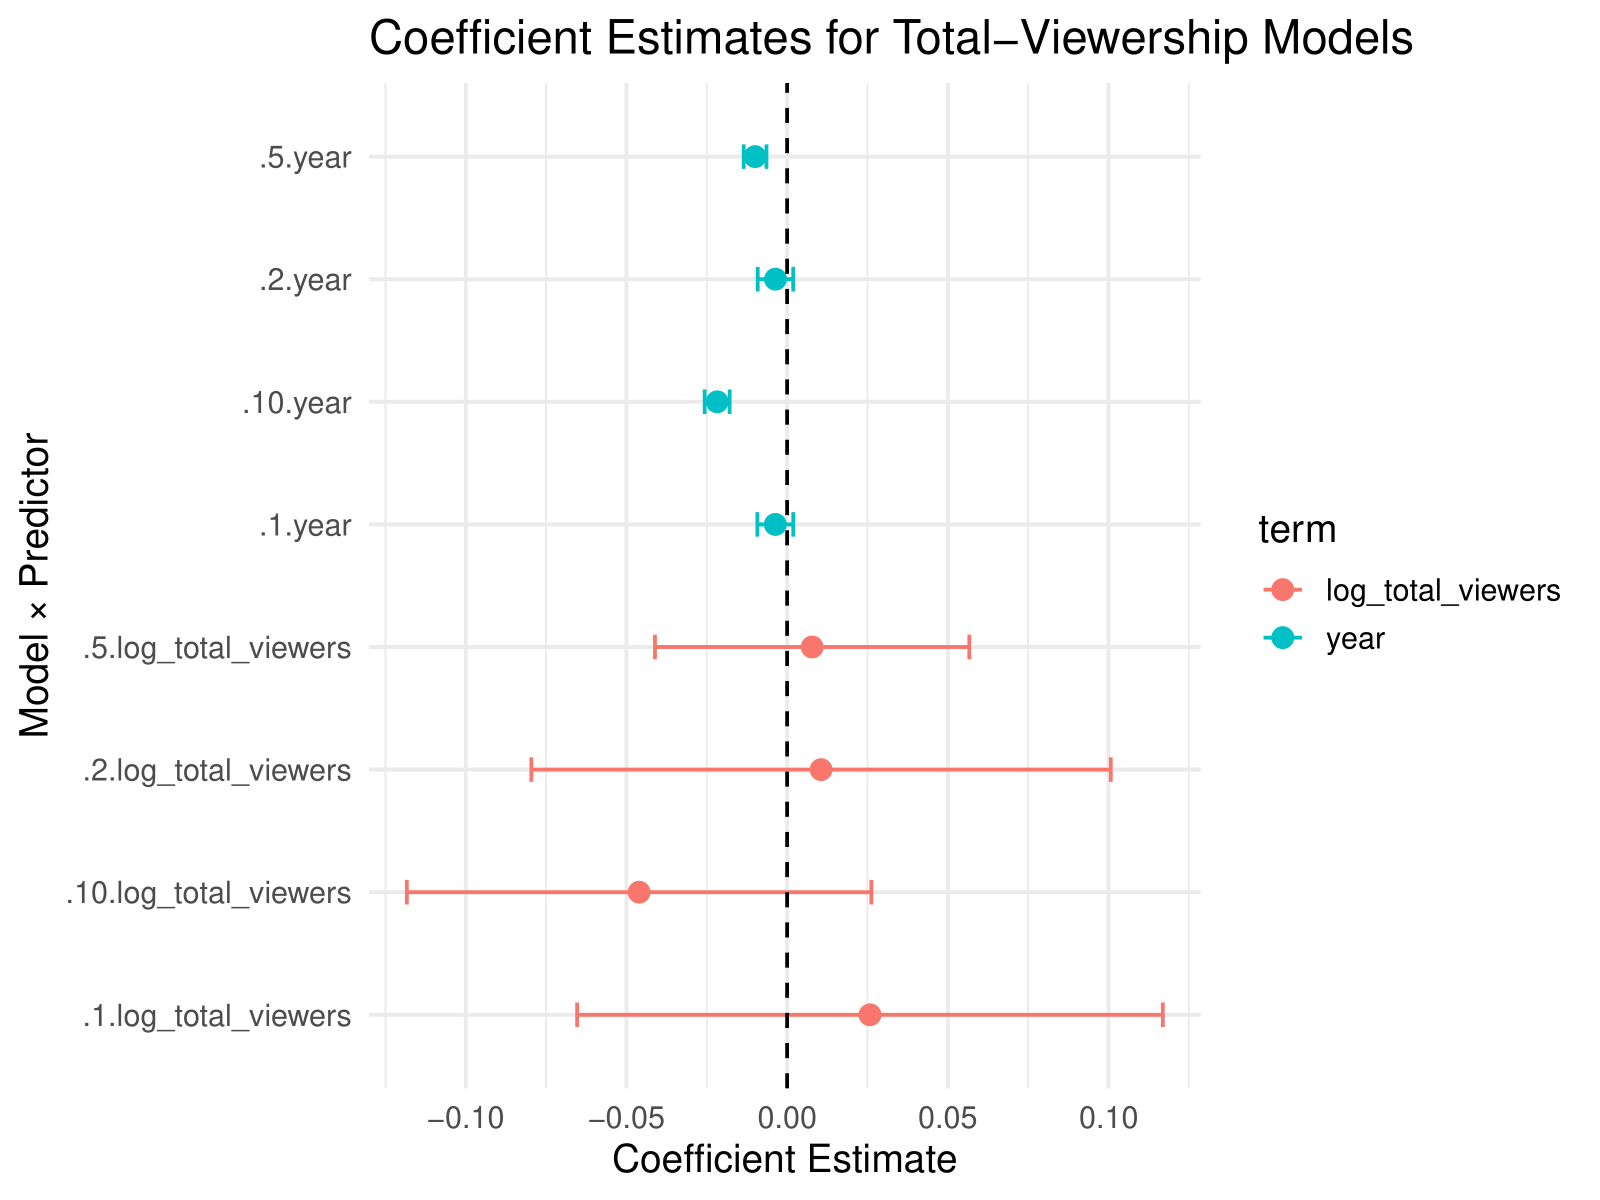 Coefficient Estimates for Total−Viewership Models
Model × Predictor
.5.year
.2.year
.10.year
.1.year
.5.log_total_viewers
.2.log_total_viewers
.10.log_total_viewers
.1.log_total_viewers
−0.10 −0.05 0.00 0.05 0.10
Coefficient Estimate
term
log_total_viewers
year